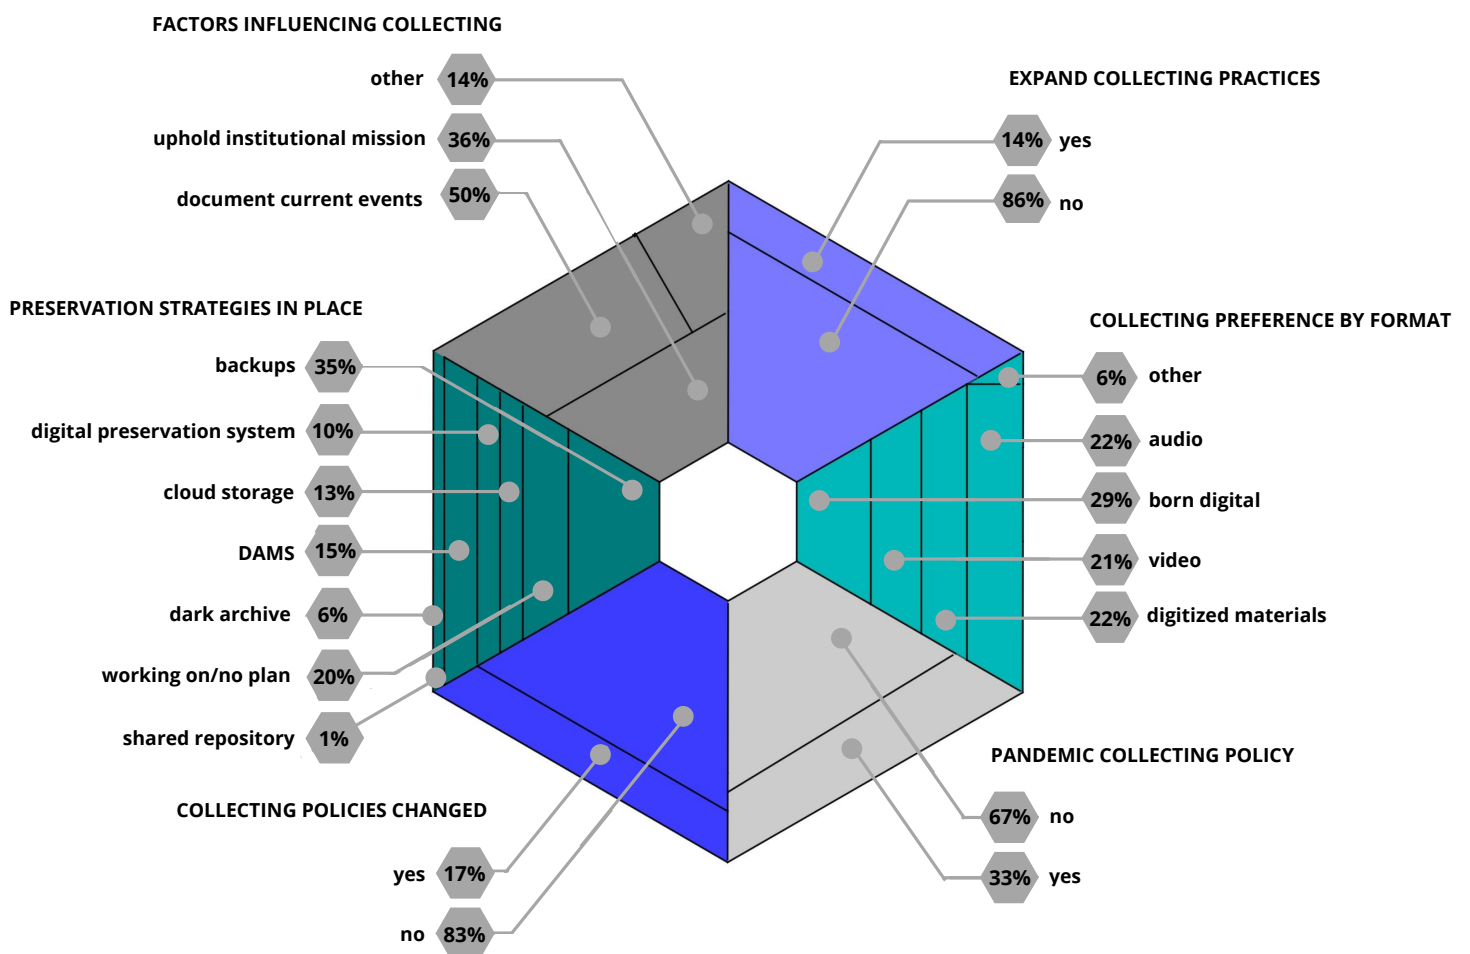 FACTORS INFLUENCING COLLECTING
other 14%
uphold institutional mission 36%
document current events 50%
EXPAND COLLECTING PRACTICES
14% yes
86% no
PRESERVATION STRATEGIES IN PLACE
backups 35%
digital preservation system 10%
cloud storage 13%
DAMS 15%
dark archive 6%
working on/no plan 20%
shared repository 1%
COLLECTING PREFERENCE BY FORMAT
6% other
22% audio
29% born digital
21% video
22% digitized materials
COLLECTING POLICIES CHANGED
yes 17%
no 83%
PANDEMIC COLLECTING POLICY
67% no
33% yes